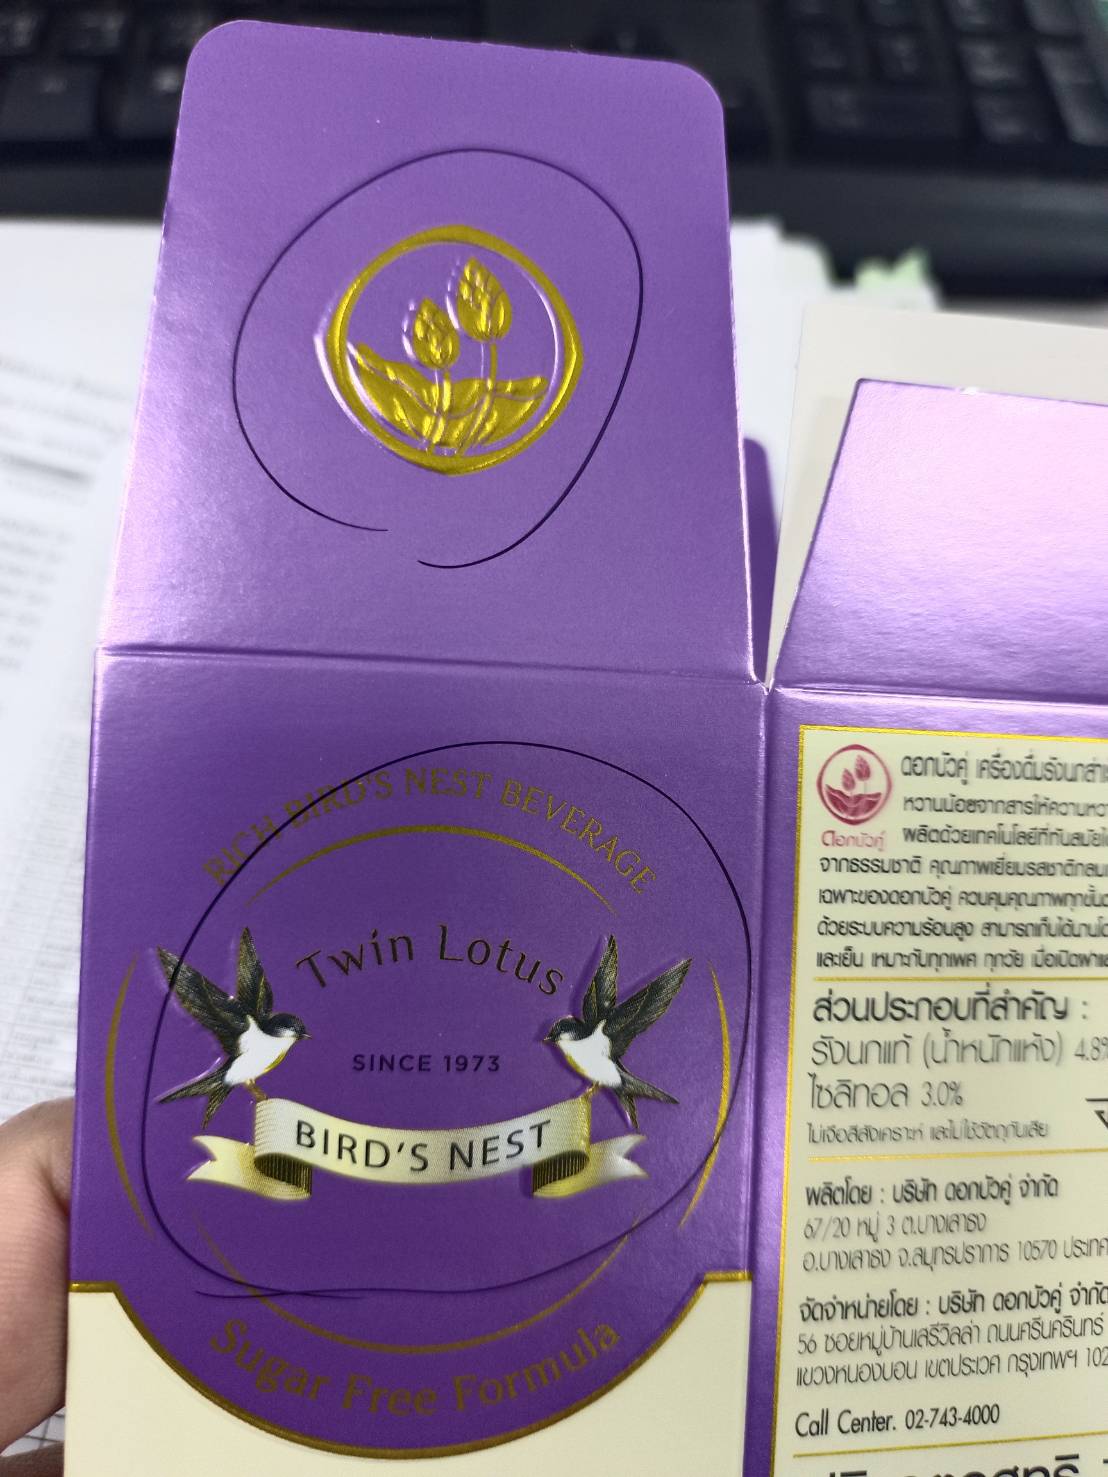 RICH BIRD'S NEST BEVERAGE
Twin Lotus
SINCE 1973
BIRD'S NEST
Sugar Free Formula
ดอกบัวคู่
ดอกบัวคู่ เครื่องดื่มรังนกสำเ
หวานน้อยจากสารให้ความหวา
ผลิตด้วยเทคโนโลยีที่ทันสมัย
จากธรรมชาติ คุณภาพเยี่ยมรสชาติกลม
เฉพาะของดอกบัวคู่ ควบคุมคุณภาพทุกขั้น
ด้วยระบบความร้อนสูง สามารถเก็บได้นานโด
และเย็น เหมาะกับทุกเพศ ทุกวัย เมื่อเปิดฝาแ
ส่วนประกอบที่สำคัญ :
รังนกแท้ (น้ำหนักแห้ง) 4.8%
ไซลิทอล 3.0%
ไม่เจือสีสังเคราะห์ และไม่ใช้วัตถุกันเสีย
ผลิตโดย : บริษัท ดอกบัวคู่ จำกัด
67/20 หมู่ 3 ต.บางเสาธง
อ.บางเสาธง จ.สมุทรปราการ 10570 ประเทศ
จัดจำหน่ายโดย : บริษัท ดอกบัวคู่ จำกัด
56 ซอยหมู่บ้านเสรีวิลล่า ถนนศรีนครินทร์
แขวงหนองบอน เขตประเวศ กรุงเทพฯ 102
Call Center. 02-743-4000